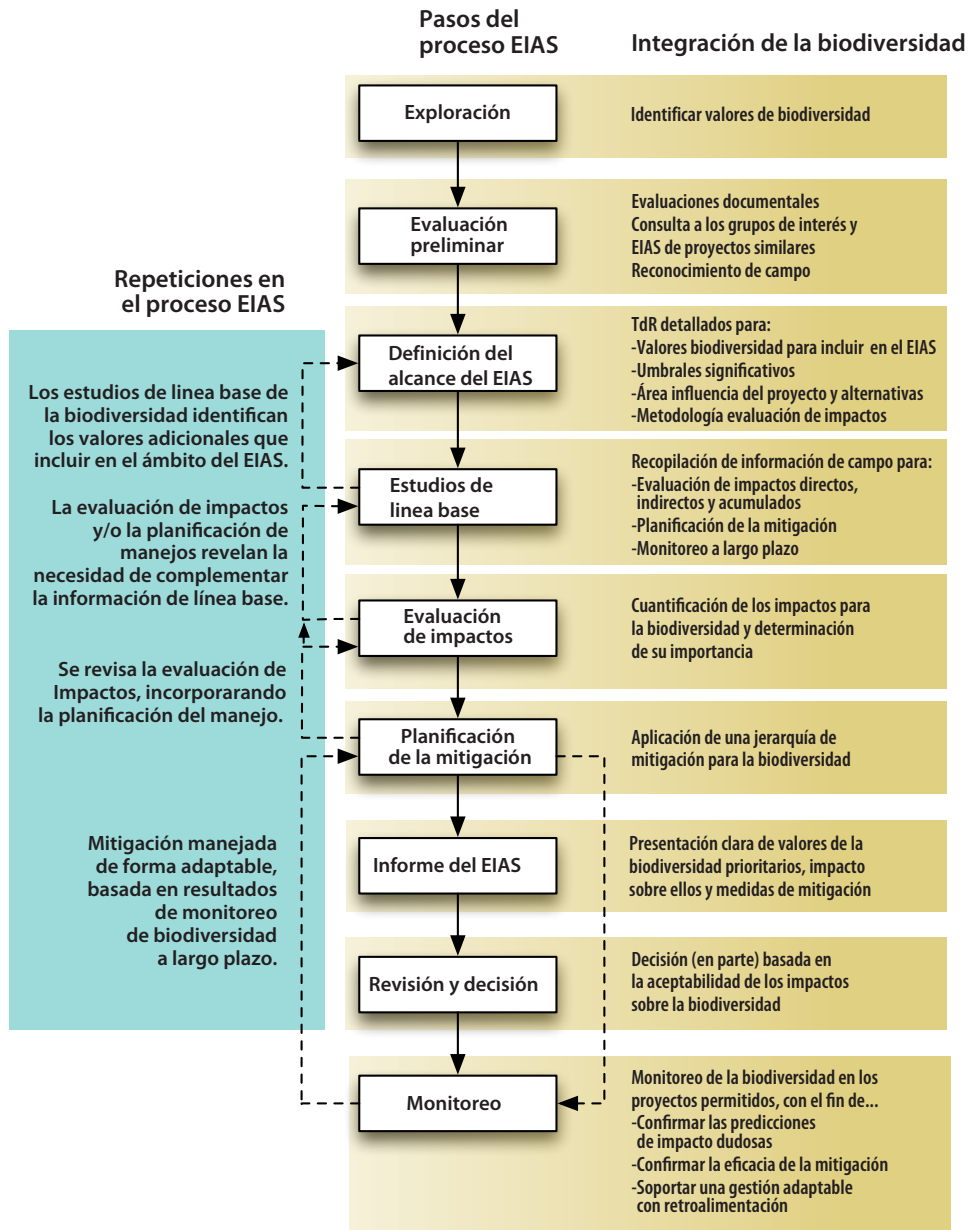 Pasos del
proceso EIAS
Integración de la biodiversidad
Exploración
Identificar valores de biodiversidad
Evaluación
preliminar
Evaluaciones documentales
Consulta a los grupos de interés y
EIAS de proyectos similares
Reconocimiento de campo
Repeticiones en
el proceso EIAS
Definición del
alcance del EIAS
TdR detallados para:
-Valores biodiversidad para incluir en el EIAS
-Umbrales significativos
-Área influencia del proyecto y alternativas
-Metodología evaluación de impactos
Los estudios de linea base de
la biodiversidad identifican
los valores adicionales que
incluir en el ámbito del EIAS.
Estudios de
linea base
Recopilación de información de campo para:
-Evaluación de impactos directos,
indirectos y acumulados
-Planificación de la mitigación
-Monitoreo a largo plazo
La evaluación de impactos
y/o la planificación de
manejos revelan la
necesidad de complementar
la información de línea base.
Evaluación
de impactos
Cuantificación de los impactos para
la biodiversidad y determinación
de su importancia
Se revisa la evaluación de
Impactos, incorporarando
la planificación del manejo.
Planificación
de la mitigación
Aplicación de una jerarquía de
mitigación para la biodiversidad
Mitigación manejada
de forma adaptable,
basada en resultados
de monitoreo
de biodiversidad
a largo plazo.
Informe del EIAS
Presentación clara de valores de la
biodiversidad prioritarios, impacto
sobre ellos y medidas de mitigación
Revisión y decisión
Decisión (en parte) basada en
la aceptabilidad de los impactos
sobre la biodiversidad
Monitoreo
Monitoreo de la biodiversidad en los
proyectos permitidos, con el fin de...
-Confirmar las predicciones
de impacto dudosas
-Confirmar la eficacia de la mitigación
-Soportar una gestión adaptable
con retroalimentación